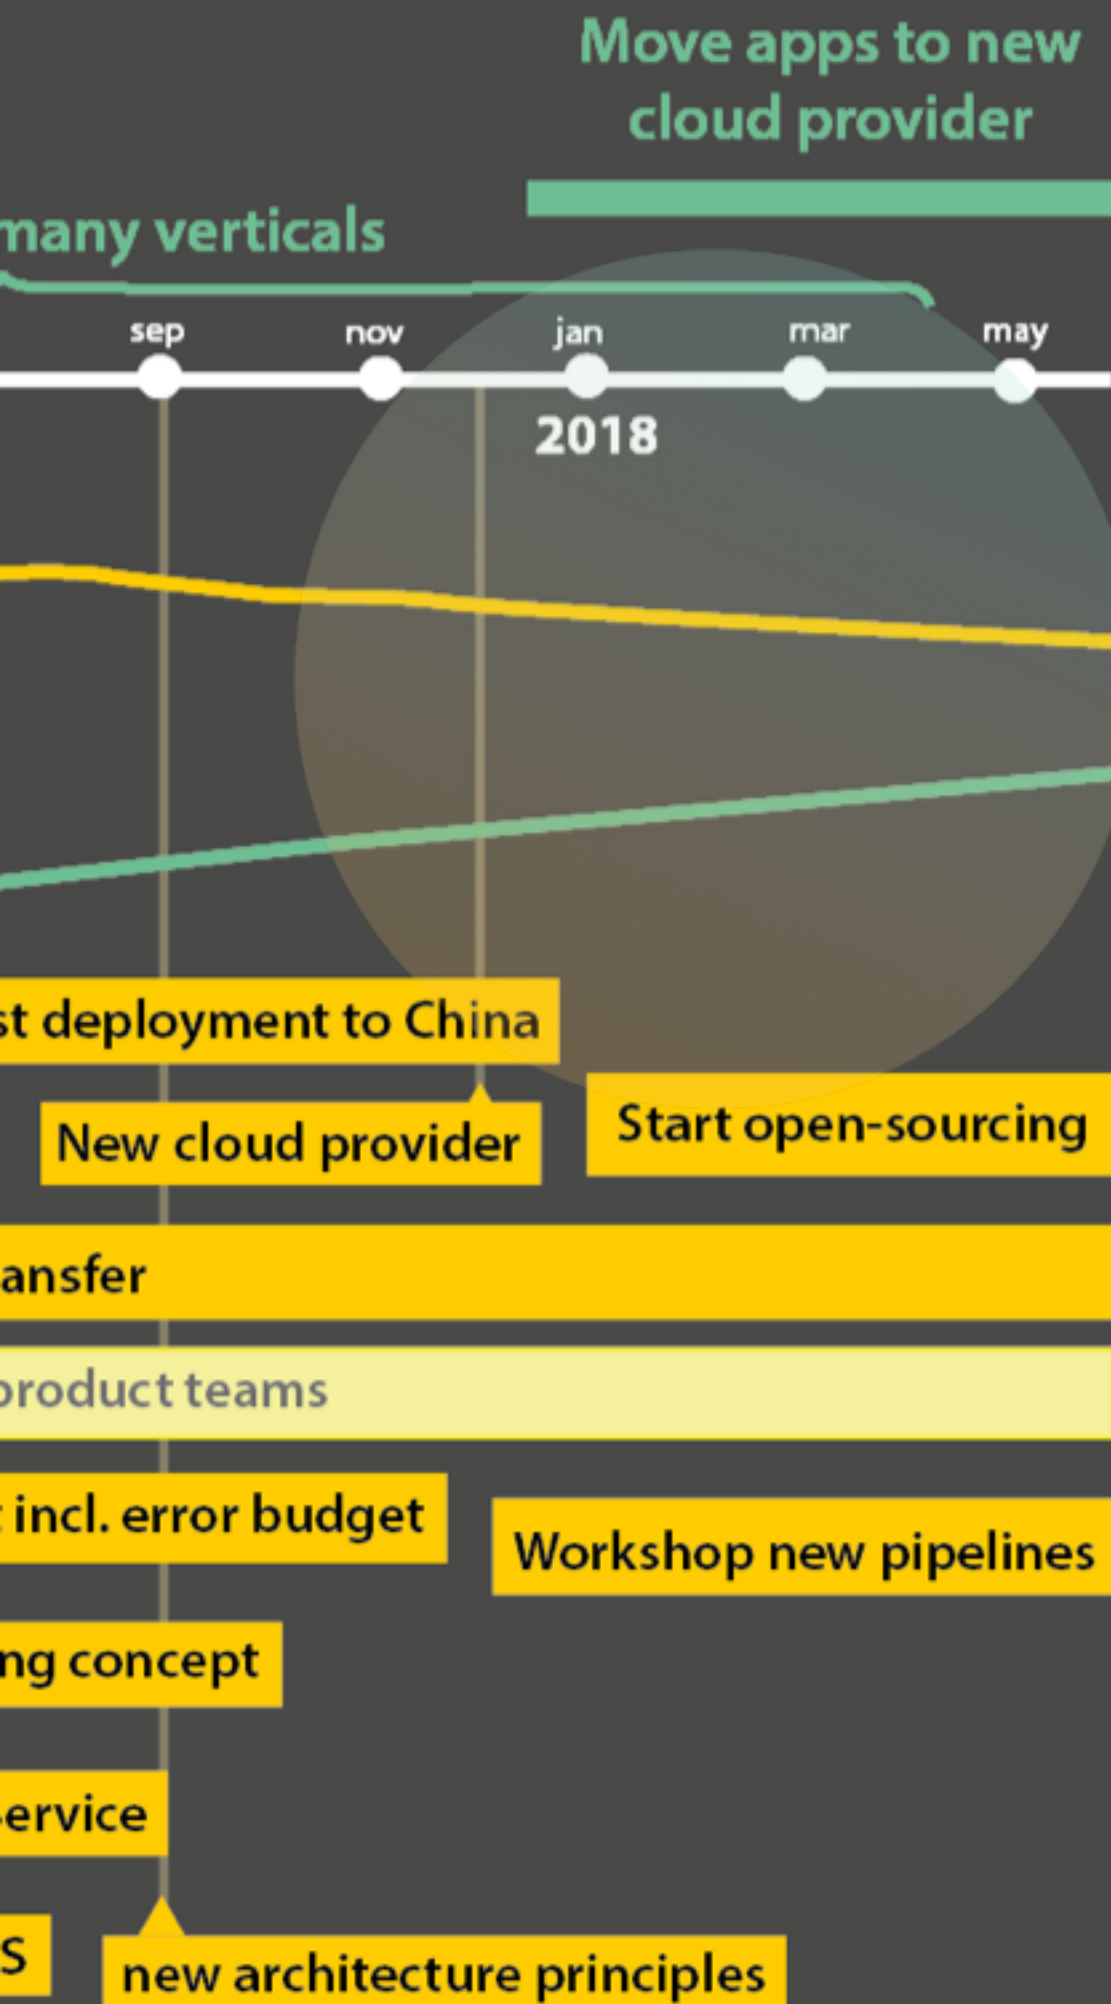 Move apps to new
cloud provider
many verticals
sep nov jan mar may
2018
st deployment to China
New cloud provider
Start open-sourcing
ansfer
product teams
incl. error budget
Workshop new pipelines
ng concept
ervice
S
new architecture principles